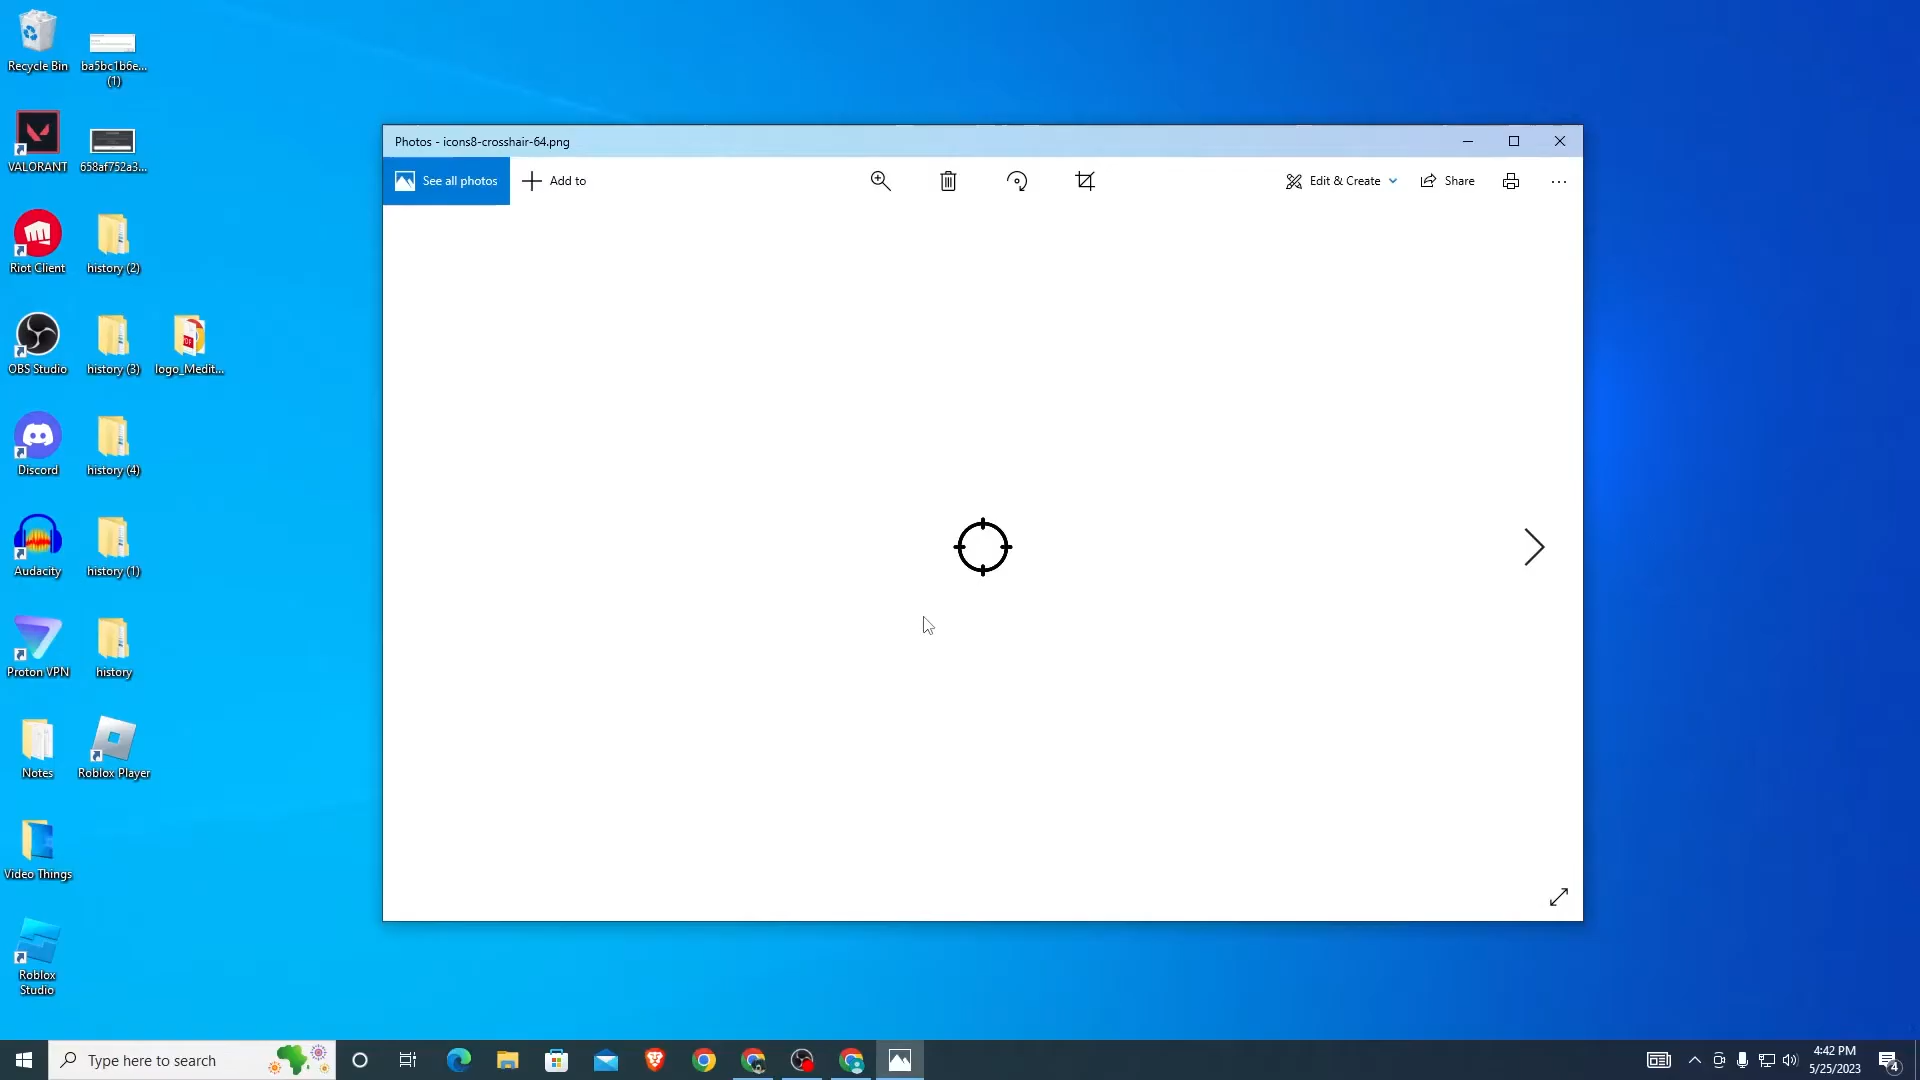 Recycle Bin
ba5bc1b6e...
(1)
VALORANT
658af752a3...
Riot Client
history (2)
OBS Studio
history (3)
logo_Medit...
Discord
history (4)
Audacity
history (1)
Proton VPN
history
Notes
Roblox Player
Video Things
Roblox
Studio
Photos - icons8-crosshair-64.png
See all photos
Add to
Edit & Create
Share
Type here to search
4:42 PM
5/25/2023
4